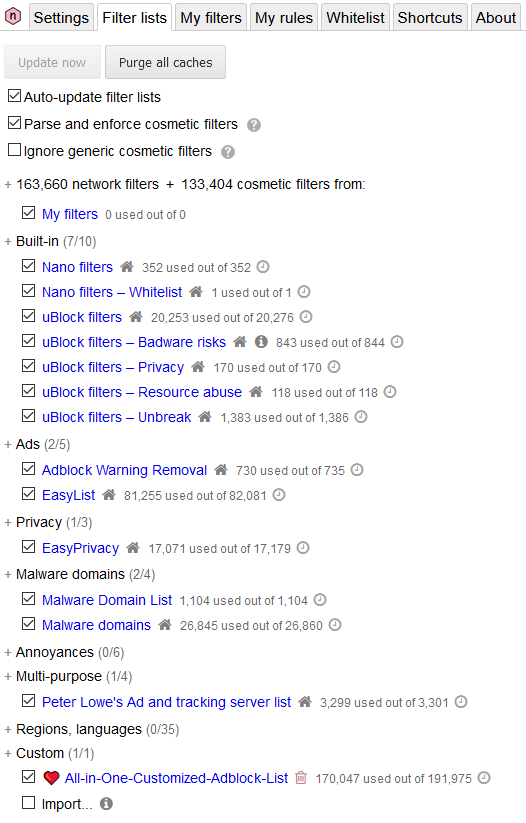 n Settings Filter lists My filters My rules Whitelist Shortcuts About
Update now Purge all caches
Auto-update filter lists
Parse and enforce cosmetic filters ?
Ignore generic cosmetic filters ?
+ 163,660 network filters + 133,404 cosmetic filters from:
My filters 0 used out of 0
+ Built-in (7/10)
Nano filters 352 used out of 352
Nano filters – Whitelist 1 used out of 1
uBlock filters 20,253 used out of 20,276
uBlock filters – Badware risks i 843 used out of 844
uBlock filters – Privacy 170 used out of 170
uBlock filters – Resource abuse 118 used out of 118
uBlock filters – Unbreak 1,383 used out of 1,386
+ Ads (2/5)
Adblock Warning Removal 730 used out of 735
EasyList 81,255 used out of 82,081
+ Privacy (1/3)
EasyPrivacy 17,071 used out of 17,179
+ Malware domains (2/4)
Malware Domain List 1,104 used out of 1,104
Malware domains 26,845 used out of 26,860
+ Annoyances (0/6)
+ Multi-purpose (1/4)
Peter Lowe's Ad and tracking server list 3,299 used out of 3,301
+ Regions, languages (0/35)
+ Custom (1/1)
All-in-One-Customized-Adblock-List 170,047 used out of 191,975
Import... i